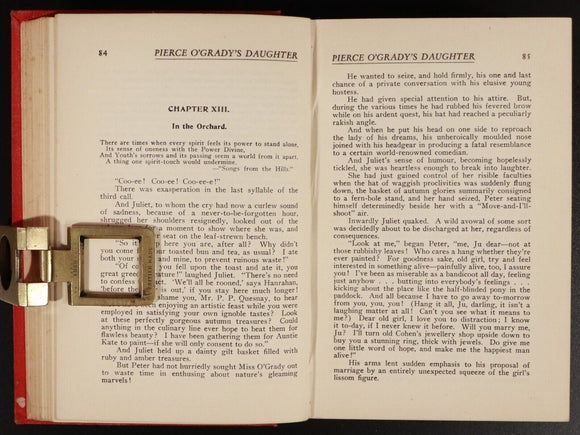 84 PIERCE O'GRADY'S DAUGHTER
CHAPTER XIII.
In the Orchard.
There are times when every spirit feels its power to stand alone,
Its sense of oneness with the Power Divine,
And Youth's sorrows and its passing seem a world from it apart,
A thing one spirit-touch would undermine.
—"Songs from the Hills."
"Coo-ee! Coo-ee! Coo-ee-e!"
There was exasperation in the last syllable of the
third call.
And Juliet, to whom the cry had now a curlew sound
of sadness, because of a never-to-be-forgotten hour,
shrugged her shoulders resignedly, looked out of the
a moment to show where she was, and
seat on the leaf-strewn bench.
"So it here you are, after all? Why didn't
you come f ur toasted bun and tea, as usual? I ate
both your and mine, to prevent ruinous waste!"
"Of co you fell upon the toast and ate it, you
great gre ature!" laughed Juliet. "There's need
to confess t. 'We'll all be rooned,' says Hanrahan,
'before the is out,' if you stay here much longer!
shame you, Mr. P. P. Quesnay, to hear
been enjoying an artistic feast while you were
employed in satisfying your own ignoble tastes? Look
at these perfectly gorgeous autumn treasures? Could
anything in the culinary line ever hope to beat them for
flawless beauty? I have been gathering them for Auntie
Kate to paint—if she will only consent to do so."
And Juliet held up a dainty gilt basket filled with
ruby and amber treasures.
But Peter had not hurriedly sought Miss O'Grady out
to waste time in enthusing about nature's gleaming
marvels!
PIERCE O'GRADY'S DAUGHTER 85
He wanted to seize, and hold firmly, his one and last
chance of a private conversation with his elusive young
hostess.
He had given special attention to his attire. But,
during the various times he had rubbed his fevered brow
while on his ardent quest, his hat had reached a peculiarly
rakish angle.
And when he put his head on one side to reproach
the lady of his dreams, his unheroically moulded nose
joined with his headgear in producing a fatal resemblance
to a certain world-renowned comedian.
And Juliet's sense of humour, becoming hopelessly
tickled, she was heartless enough to break into laughter.
She had just gained control of her risible faculties
when the bat of waggish proclivities was suddenly flung
down, the basket of autumn glories summarily consigned
to a fern-bole stand, and her hand seized, Peter seating
himself determinedly beside her with a "Move-and-I'll-
shoot" air.
Inwardly Juliet quaked. A wild avowal of some sort
was decidedly about to be discharged at her, regardless of
consequences.
"Look at me," began Peter, "me, Ju dear—not at
those rubbishy leaves! Who cares a hang whether they're
ever painted? For goodness sake, old girl, try and feel
interested in something alive—painfully alive, too, I assure
you! I've been as miserable as a bandicoot all day, feeling
just anyhow . . . butting into everybody's feelings . . .
kicking about the place like the half-blinded pony in the
paddock. And all because I have to go away to-morrow
from you, you, you! (Hang it all, Ju, darling, it isn't a
laughing matter at all! Can't you see what it means to
me?) Dear old girl, I love you to distraction; I know
it to-day, if I never knew it before. Will you marry me,
Ju? I'll turn old Cohen's jewellery shop upside down to
buy you a stunning ring, thick with jewels. Do give me
one little word of hope, and make me the happiest man
alive!"
His arms lent sudden emphasis to his proposal of
marriage by an entirely unexpected squeeze of the girl's
lissom figure.